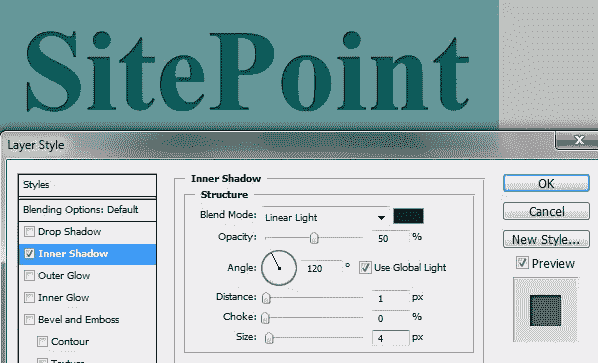 SitePoint
Layer Style
Styles
Blending Options: Default
Drop Shadow
Inner Shadow
Outer Glow
Inner Glow
Bevel and Emboss
Contour
Texture
Inner Shadow
Structure
Blend Mode: Linear Light
Opacity: 50 %
Angle: 120 ° Use Global Light
Distance: 1 px
Choke: 0 %
Size: 4 px
OK
Cancel
New Style...
Preview